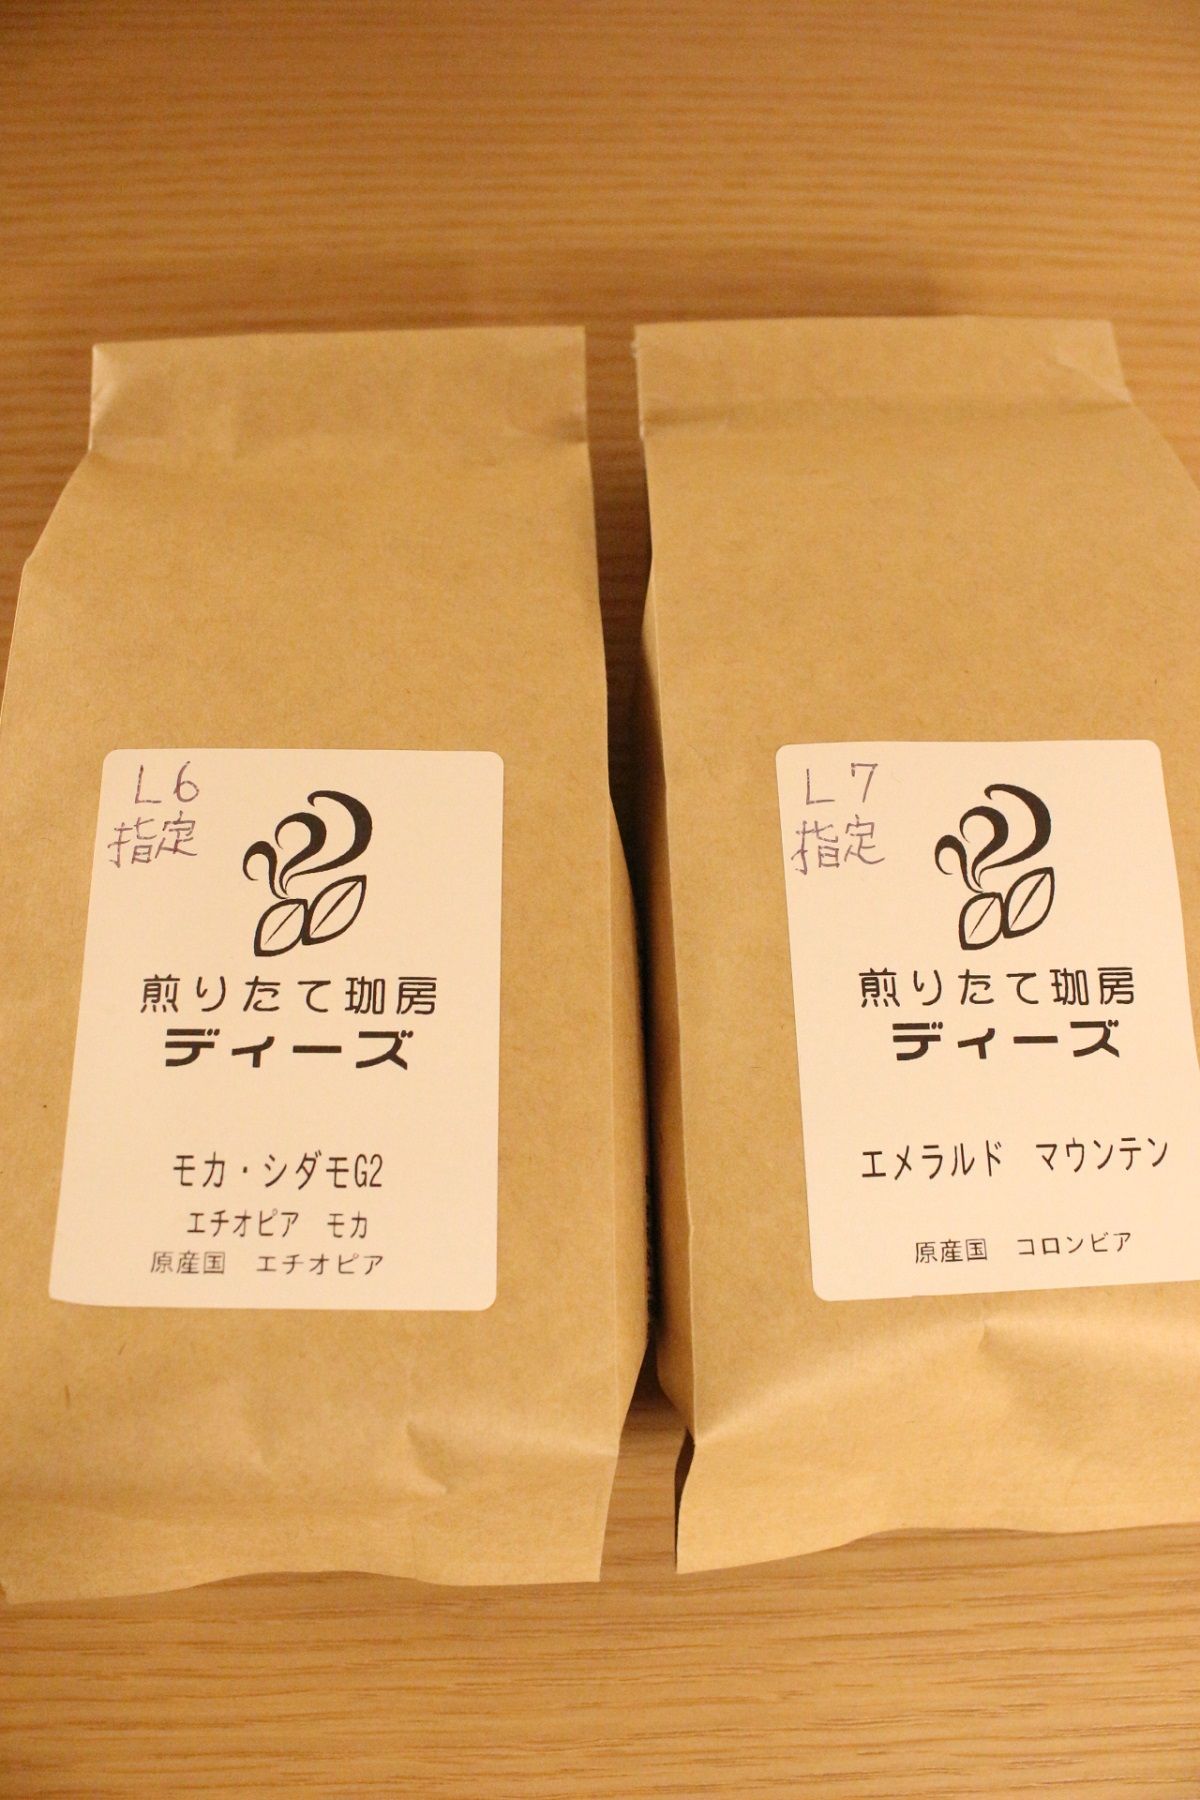 L6
指定
煎りたて珈房
ディーズ
モカ・シダモG2
エチオピア　モカ
原産国　エチオピア
L7
指定
煎りたて珈房
ディーズ
エメラルド　マウンテン
原産国　コロンビア